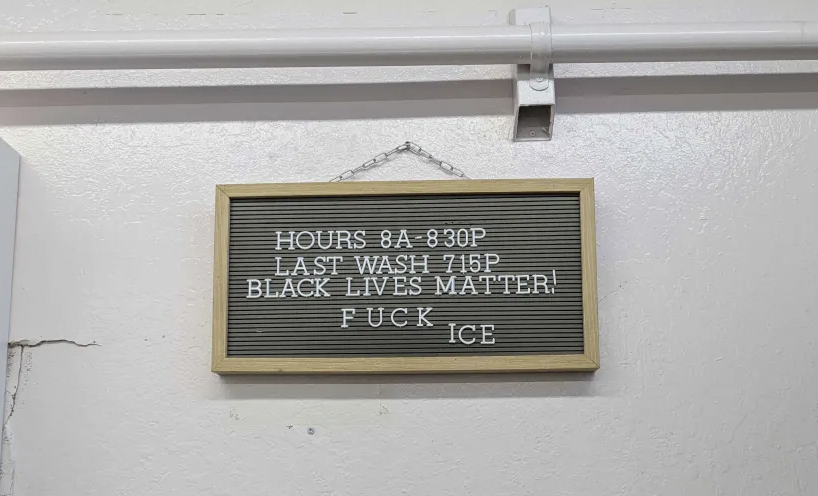 HOURS 8A-830P
LAST WASH 715P
BLACK LIVES MATTER!
FUCK
ICE